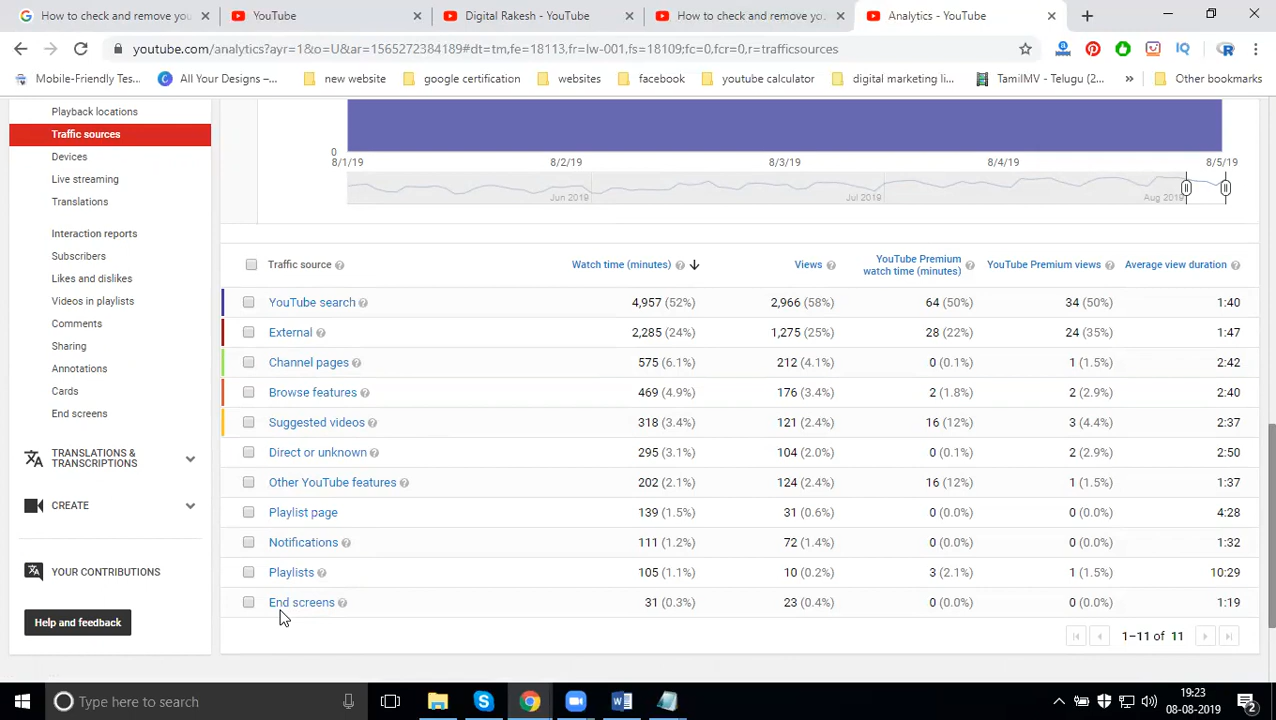 How to check and remove you
YouTube
Digital Rakesh - YouTube
How to check and remove yo
Analytics - YouTube
youtube.com/analytics?ayr=1&o=U&ar=1565272384189#dt=tm,fe=18113,fr=lw-001,fs=18109;fc=0,fcr=0,r=trafficsources
Mobile-Friendly Tes...
All Your Designs –...
new website
google certification
websites
facebook
youtube calculator
digital marketing li...
TamilMV - Telugu (2...
»
Other bookmarks
Playback locations
Traffic sources
Devices
Live streaming
Translations
Interaction reports
Subscribers
Likes and dislikes
Videos in playlists
Comments
Sharing
Annotations
Cards
End screens
TRANSLATIONS &
TRANSCRIPTIONS
CREATE
YOUR CONTRIBUTIONS
Help and feedback
0
8/1/19 8/2/19 8/3/19 8/4/19 8/5/19
Jun 2019 Jul 2019 Aug 2019
Traffic source Watch time (minutes) Views YouTube Premium watch time (minutes) YouTube Premium views Average view duration
YouTube search 4,957 (52%) 2,966 (58%) 64 (50%) 34 (50%) 1:40
External 2,285 (24%) 1,275 (25%) 28 (22%) 24 (35%) 1:47
Channel pages 575 (6.1%) 212 (4.1%) 0 (0.1%) 1 (1.5%) 2:42
Browse features 469 (4.9%) 176 (3.4%) 2 (1.8%) 2 (2.9%) 2:40
Suggested videos 318 (3.4%) 121 (2.4%) 16 (12%) 3 (4.4%) 2:37
Direct or unknown 295 (3.1%) 104 (2.0%) 0 (0.1%) 2 (2.9%) 2:50
Other YouTube features 202 (2.1%) 124 (2.4%) 16 (12%) 1 (1.5%) 1:37
Playlist page 139 (1.5%) 31 (0.6%) 0 (0.0%) 0 (0.0%) 4:28
Notifications 111 (1.2%) 72 (1.4%) 0 (0.0%) 0 (0.0%) 1:32
Playlists 105 (1.1%) 10 (0.2%) 3 (2.1%) 1 (1.5%) 10:29
End screens 31 (0.3%) 23 (0.4%) 0 (0.0%) 0 (0.0%) 1:19
1–11 of 11
Type here to search
19:23
08-08-2019
2